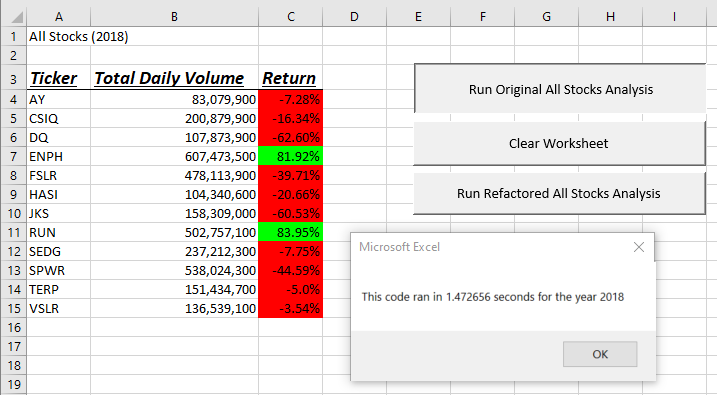 A B C D E F G H I
1 All Stocks (2018)
2
3 Ticker Total Daily Volume Return
4 AY 83,079,900 -7.28%
5 CSIQ 200,879,900 -16.34%
6 DQ 107,873,900 -62.60%
7 ENPH 607,473,500 81.92%
8 FSLR 478,113,900 -39.71%
9 HASI 104,340,600 -20.66%
10 JKS 158,309,000 -60.53%
11 RUN 502,757,100 83.95%
12 SEDG 237,212,300 -7.75%
13 SPWR 538,024,300 -44.59%
14 TERP 151,434,700 -5.0%
15 VSLR 136,539,100 -3.54%
16
17
18
19
Run Original All Stocks Analysis
Clear Worksheet
Run Refactored All Stocks Analysis
Microsoft Excel
This code ran in 1.472656 seconds for the year 2018
OK